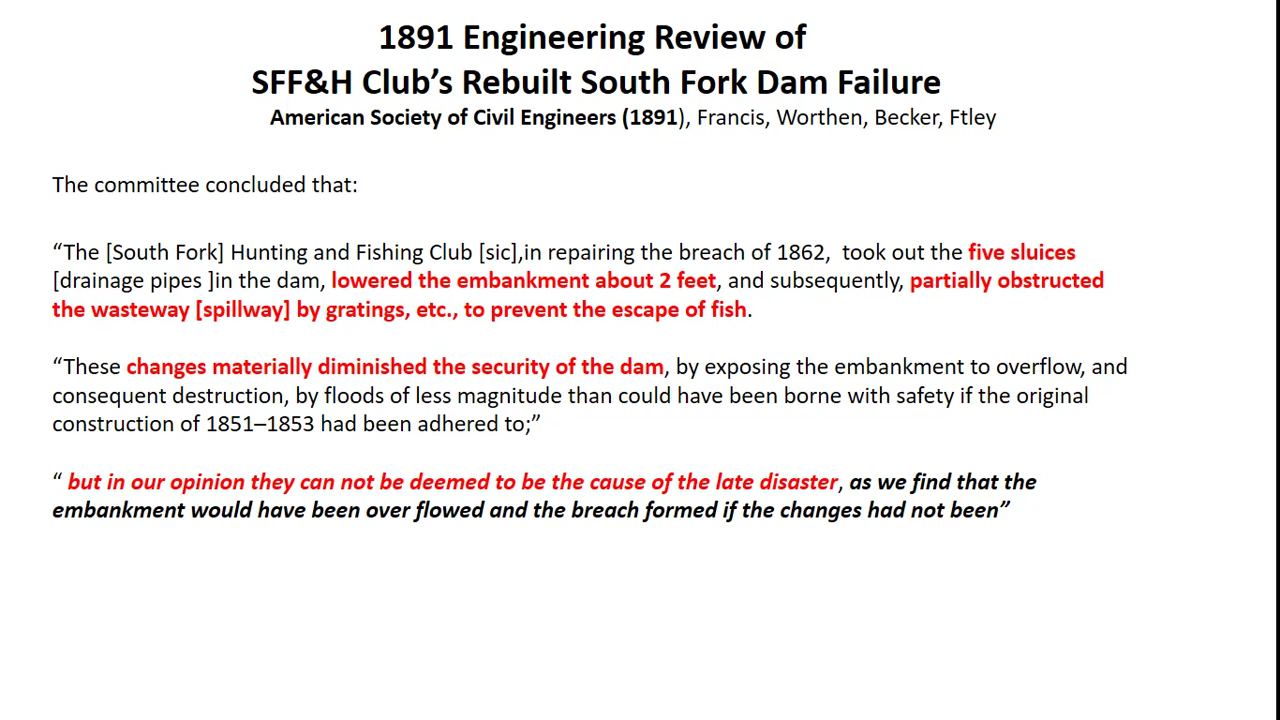 1891 Engineering Review of
SFF&H Club’s Rebuilt South Fork Dam Failure
American Society of Civil Engineers (1891), Francis, Worthen, Becker, Ftley
The committee concluded that:
“The [South Fork] Hunting and Fishing Club [sic],in repairing the breach of 1862,  took out the five sluices
[drainage pipes ]in the dam, lowered the embankment about 2 feet, and subsequently, partially obstructed
the wasteway [spillway] by gratings, etc., to prevent the escape of fish.
“These changes materially diminished the security of the dam, by exposing the embankment to overflow, and
consequent destruction, by floods of less magnitude than could have been borne with safety if the original
construction of 1851–1853 had been adhered to;”
“ but in our opinion they can not be deemed to be the cause of the late disaster, as we find that the
embankment would have been over flowed and the breach formed if the changes had not been”